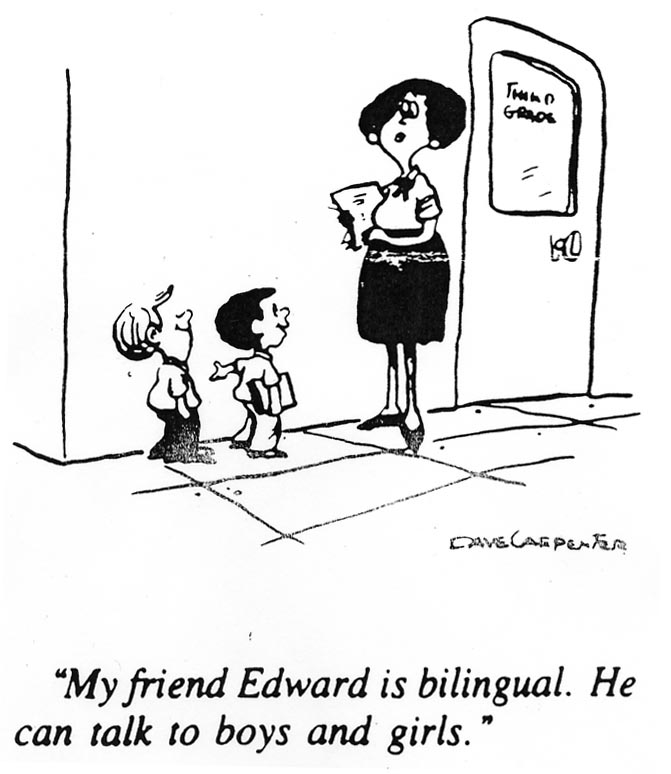 THIRD
GRADE
DAVE CARPENTER
"My friend Edward is bilingual. He
can talk to boys and girls."